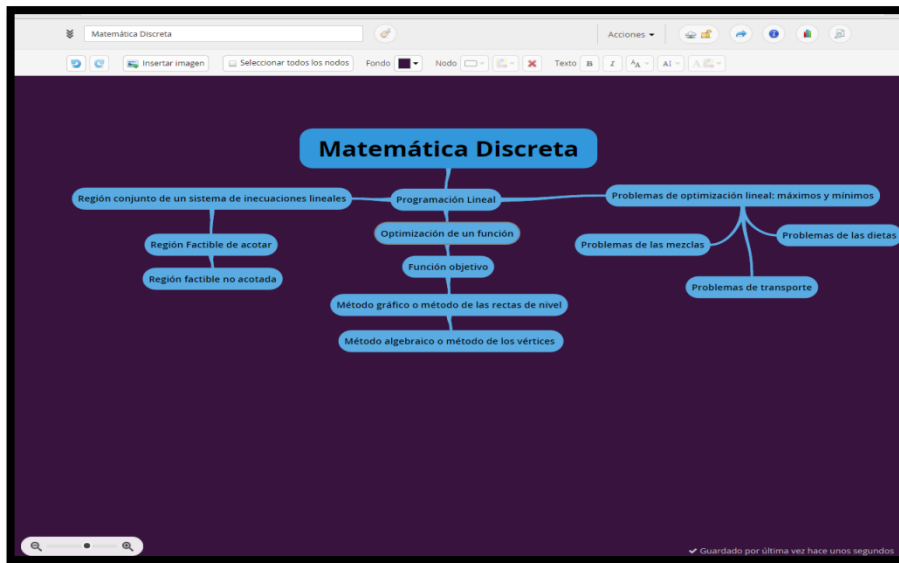 Matemática Discreta
Acciones
Insertar imagen
Seleccionar todos los nodos
Fondo
Nodo
Texto B I AA AI A
Matemática Discreta
Región conjunto de un sistema de inecuaciones lineales
Programación Lineal
Problemas de optimización lineal: máximos y mínimos
Región Factible de acotar
Región factible no acotada
Optimización de un función
Función objetivo
Método gráfico o método de las rectas de nivel
Método algebraico o método de los vértices
Problemas de las mezclas
Problemas de las dietas
Problemas de transporte
Guardado por última vez hace unos segundos